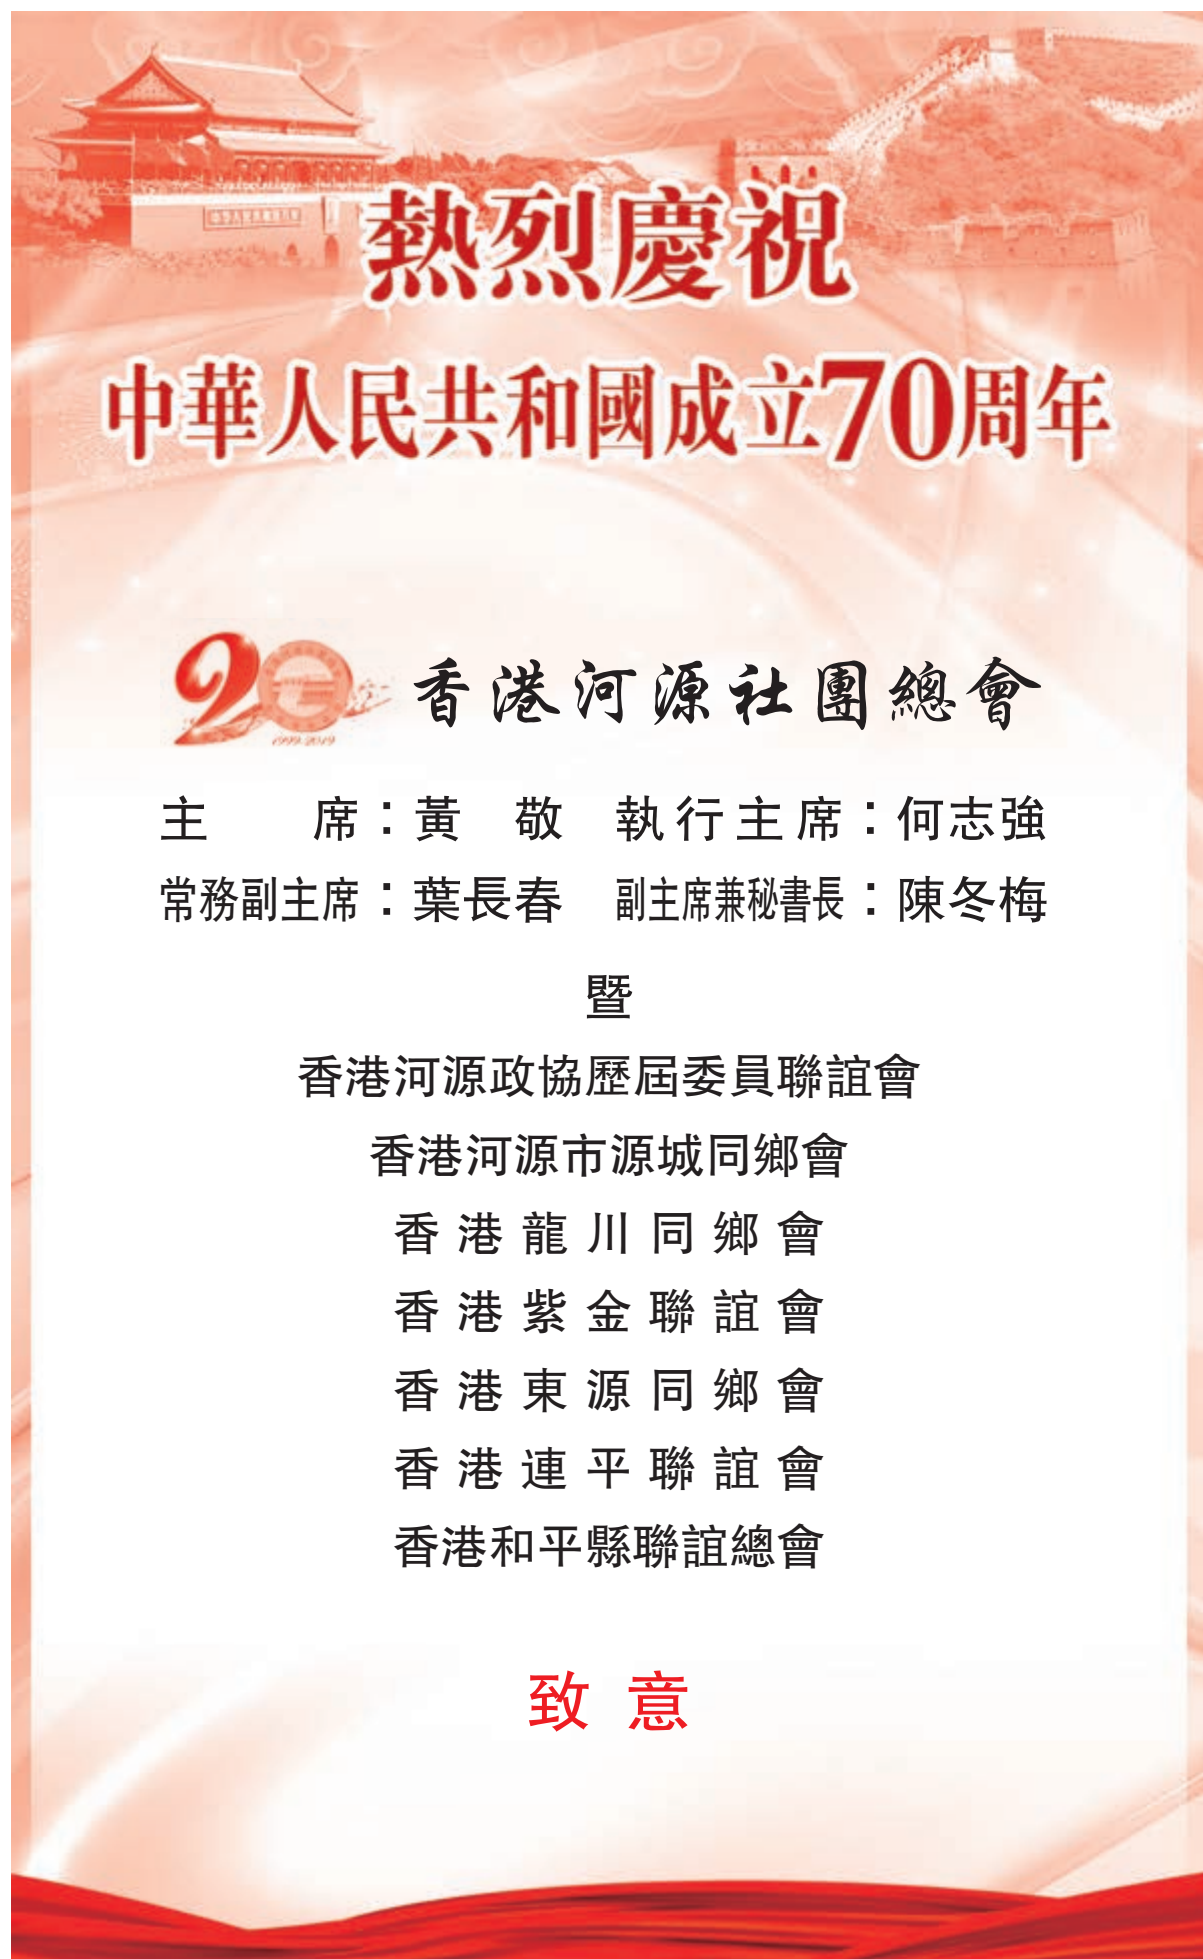 熱烈慶祝
中華人民共和國成立70周年
1999-2019
香港河源社團總會
主席：黃敬　執行主席：何志強
常務副主席：葉長春　副主席兼秘書長：陳冬梅
暨
香港河源政協歷屆委員聯誼會
香港河源市源城同鄉會
香港龍川同鄉會
香港紫金聯誼會
香港東源同鄉會
香港連平聯誼會
香港和平縣聯誼總會
致意